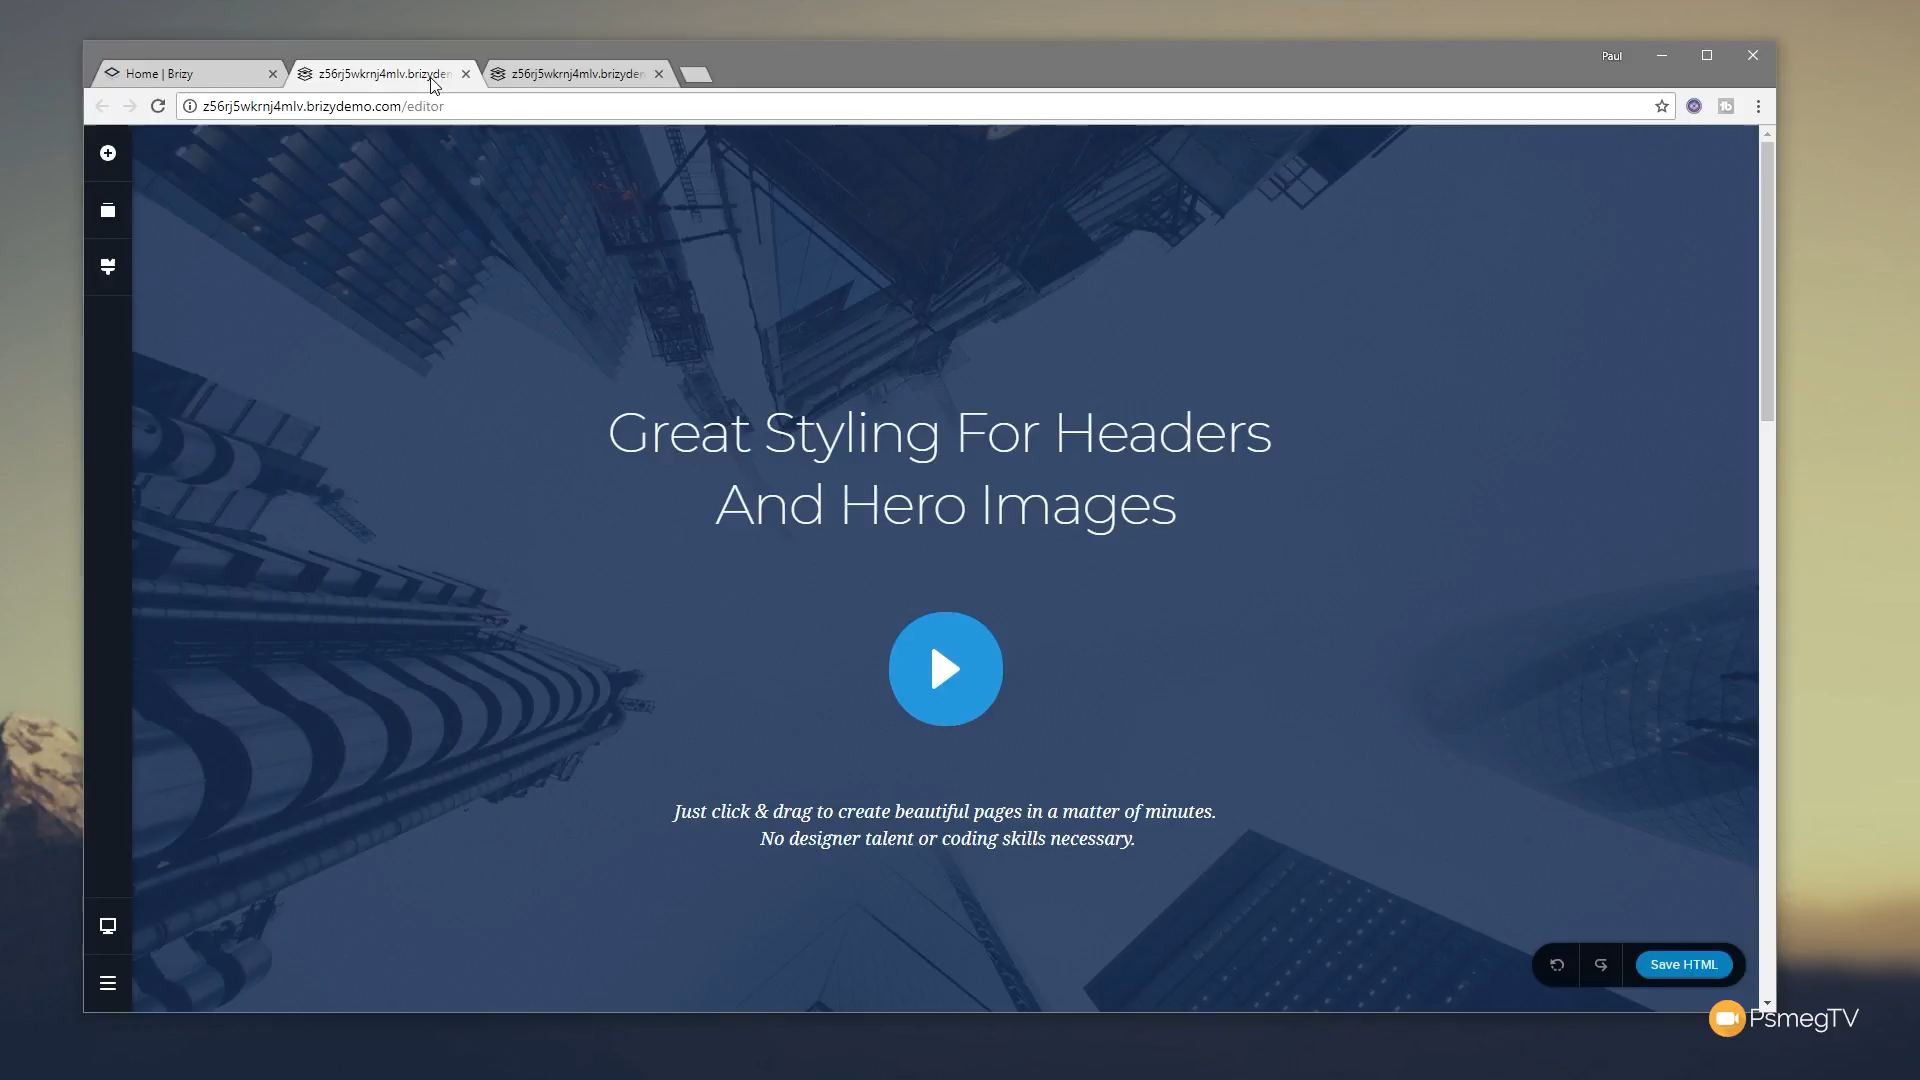 Paul
Home | Brizy
z56rj5wkrnj4mlv.brizyden
z56rj5wkrnj4mlv.brizyden
z56rj5wkrnj4mlv.brizydemo.com/editor
Great Styling For Headers
And Hero Images
Just click & drag to create beautiful pages in a matter of minutes.
No designer talent or coding skills necessary.
Save HTML
PsmegTV